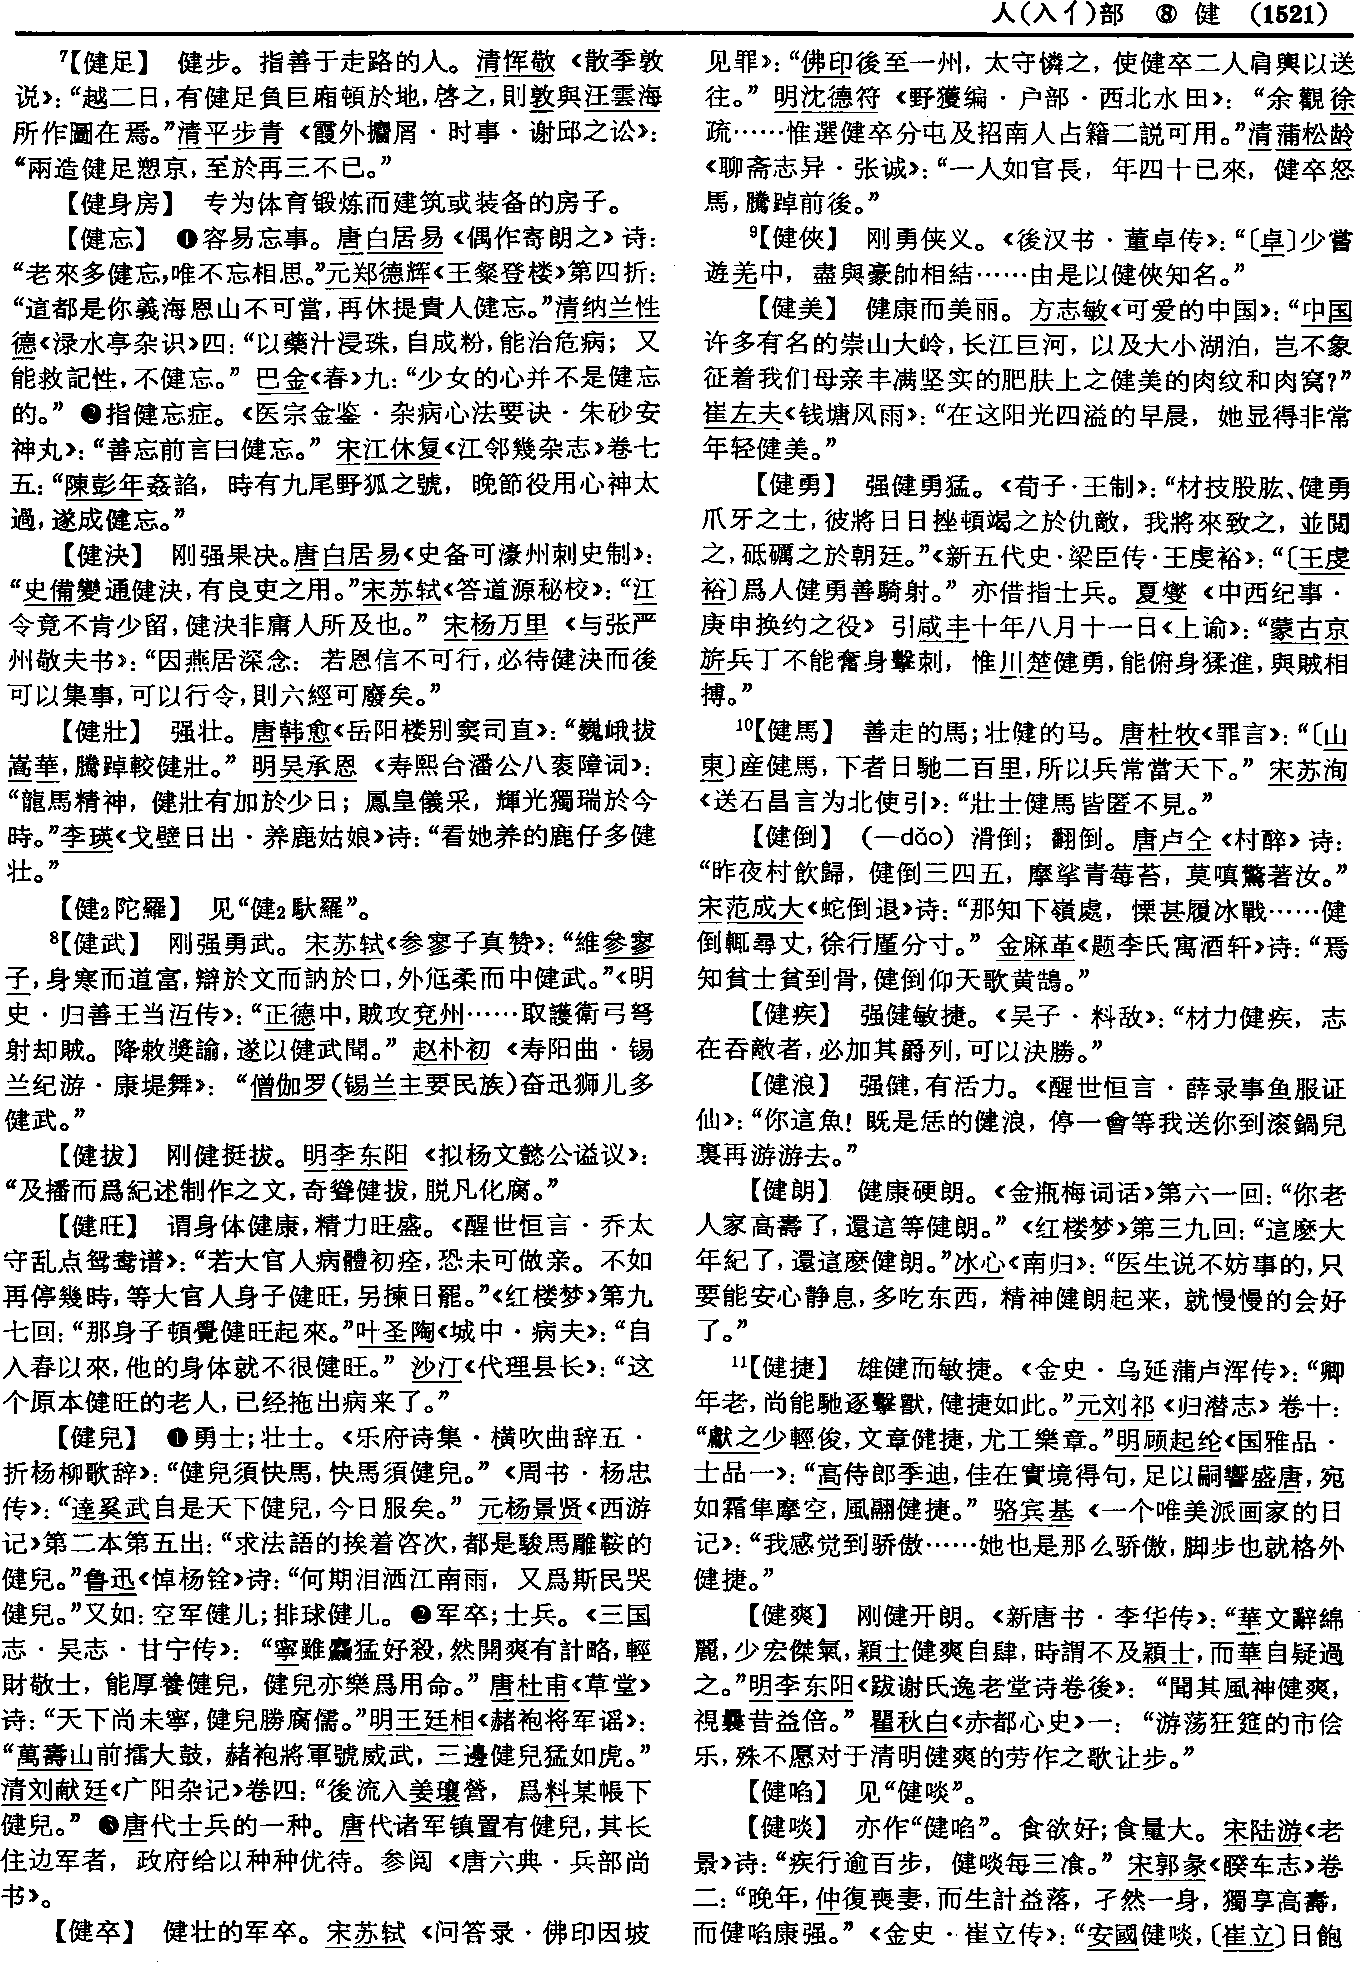 人(入亻)部 ⑧ 健 (1521)
⁷【健足】 健步。指善于走路的人。清恽敬《散季敦
说》：“越二日，有健足負巨廂頓於地，啓之，則敦與汪雲海
所作圖在焉。”清平步青《霞外攟屑·时事·谢邱之讼》：
“兩造健足愬京，至於再三不已。”
【健身房】 专为体育锻炼而建筑或装备的房子。
【健忘】 ❶容易忘事。唐白居易《偶作寄朗之》诗：
“老來多健忘，唯不忘相思。”元郑德辉《王粲登楼》第四折：
“這都是你義海恩山不可當，再休提貴人健忘。”清纳兰性
德《渌水亭杂识》四：“以藥汁浸珠，自成粉，能治危病；又
能救記性，不健忘。” 巴金《春》九：“少女的心并不是健忘
的。” ❷指健忘症。《医宗金鉴·杂病心法要诀·朱砂安
神丸》：“善忘前言曰健忘。” 宋江休复《江邻幾杂志》卷七
五：“陳彭年姦諂，時有九尾野狐之號，晚節役用心神太
過，遂成健忘。”
【健決】 刚强果决。唐白居易《史备可濠州刺史制》：
“史備變通健決，有良吏之用。”宋苏轼《答道源秘校》：“江
令竟不肯少留，健決非庸人所及也。” 宋杨万里《与张严
州敬夫书》：“因燕居深念：若恩信不可行，必待健決而後
可以集事，可以行令，則六經可廢矣。”
【健壯】 强壮。唐韩愈《岳阳楼别窦司直》：“巍峨拔
嵩華，騰踔較健壯。” 明吴承恩《寿熙台潘公八衮障词》：
“龍馬精神，健壯有加於少日；鳳皇儀采，輝光獨瑞於今
時。”李瑛《戈壁日出·养鹿姑娘》诗：“看她养的鹿仔多健
壮。”
【健₂陀羅】 见“健₂馱羅”。
⁸【健武】 刚强勇武。宋苏轼《参寥子真赞》：“維參寥
子，身寒而道富，辯於文而訥於口，外尪柔而中健武。”《明
史·归善王当沍传》：“正德中，賊攻兗州……取護衛弓弩
射却賊。降敕獎諭，遂以健武聞。” 赵朴初《寿阳曲·锡
兰纪游·康堤舞》：“僧伽罗(锡兰主要民族)奋迅狮儿多
健武。”
【健拔】 刚健挺拔。明李东阳《拟杨文懿公谥议》：
“及播而爲紀述制作之文，奇聳健拔，脱凡化腐。”
【健旺】 谓身体健康，精力旺盛。《醒世恒言·乔太
守乱点鸳鸯谱》：“若大官人病體初痊，恐未可做亲。不如
再停幾時，等大官人身子健旺，另揀日罷。”《红楼梦》第九
七回：“那身子頓覺健旺起來。”叶圣陶《城中·病夫》：“自
入春以來，他的身体就不很健旺。” 沙汀《代理县长》：“这
个原本健旺的老人，已经拖出病来了。”
【健兒】 ❶勇士；壮士。《乐府诗集·横吹曲辞五·
折杨柳歌辞》：“健兒須快馬，快馬須健兒。”《周书·杨忠
传》：“達奚武自是天下健兒，今日服矣。” 元杨景贤《西游
记》第二本第五出：“求法語的挨着咨次，都是駿馬雕鞍的
健兒。”鲁迅《悼杨铨》诗：“何期泪洒江南雨，又爲斯民哭
健兒。”又如：空军健儿；排球健儿。❷军卒；士兵。《三国
志·吴志·甘宁传》：“寧雖麤猛好殺，然開爽有計略，輕
財敬士，能厚養健兒，健兒亦樂爲用命。” 唐杜甫《草堂》
诗：“天下尚未寧，健兒勝腐儒。”明王廷相《赭袍将军谣》：
“萬壽山前擂大鼓，赭袍將軍號威武，三邊健兒猛如虎。”
清刘献廷《广阳杂记》卷四：“後流入姜瓖營，爲料某帳下
健兒。” ❸唐代士兵的一种。唐代诸军镇置有健兒，其长
住边军者，政府给以种种优待。参阅《唐六典·兵部尚
书》。
【健卒】 健壮的军卒。宋苏轼《问答录·佛印因坡
见罪》：“佛印後至一州，太守憐之，使健卒二人肩輿以送
往。” 明沈德符《野獲编·户部·西北水田》：“余觀徐
疏……惟選健卒分屯及招南人占籍二説可用。”清蒲松龄
《聊斋志异·张诚》：“一人如官長，年四十已來，健卒怒
馬，騰踔前後。”
⁹【健俠】 刚勇侠义。《後汉书·董卓传》：“〔卓〕少嘗
遊羌中，盡與豪帥相結……由是以健俠知名。”
【健美】 健康而美丽。方志敏《可爱的中国》：“中国
许多有名的崇山大岭，长江巨河，以及大小湖泊，岂不象
征着我们母亲丰满坚实的肥肤上之健美的肉纹和肉窝？”
崔左夫《钱塘风雨》：“在这阳光四溢的早晨，她显得非常
年轻健美。”
【健勇】 强健勇猛。《荀子·王制》：“材技股肱、健勇
爪牙之士，彼將日日挫頓竭之於仇敵，我將來致之，並閲
之，砥礪之於朝廷。”《新五代史·梁臣传·王虔裕》：“〔王虔
裕〕爲人健勇善騎射。” 亦借指士兵。夏燮《中西纪事·
庚申换约之役》引咸丰十年八月十一日《上谕》：“蒙古京
旂兵丁不能奮身擊刺，惟川楚健勇，能俯身猱進，與賊相
搏。”
¹⁰【健馬】 善走的馬；壮健的马。唐杜牧《罪言》：“〔山
東〕産健馬，下者日馳二百里，所以兵常當天下。” 宋苏洵
《送石昌言为北使引》：“壯士健馬皆匿不見。”
【健倒】 (—dǎo) 滑倒；翻倒。唐卢仝《村醉》诗：
“昨夜村飲歸，健倒三四五，摩挲青莓苔，莫嗔驚著汝。”
宋范成大《蛇倒退》诗：“那知下嶺處，慄甚履冰戰……健
倒輒尋丈，徐行厪分寸。” 金麻革《题李氏寓酒轩》诗：“焉
知貧士貧到骨，健倒仰天歌黄鵠。”
【健疾】 强健敏捷。《吴子·料敌》：“材力健疾，志
在吞敵者，必加其爵列，可以決勝。”
【健浪】 强健，有活力。《醒世恒言·薛录事鱼服证
仙》：“你這魚！既是恁的健浪，停一會等我送你到滚鍋兒
裏再游游去。”
【健朗】 健康硬朗。《金瓶梅词话》第六一回：“你老
人家高壽了，還這等健朗。”《红楼梦》第三九回：“這麽大
年紀了，還這麽健朗。”冰心《南归》：“医生说不妨事的，只
要能安心静息，多吃东西，精神健朗起来，就慢慢的会好
了。”
¹¹【健捷】 雄健而敏捷。《金史·乌延蒲卢浑传》：“卿
年老，尚能馳逐擊獸，健捷如此。”元刘祁《归潜志》卷十：
“獻之少輕俊，文章健捷，尤工樂章。”明顾起纶《国雅品·
士品一》：“高侍郎季迪，佳在實境得句，足以嗣響盛唐，宛
如霜隼摩空，風翮健捷。” 骆宾基《一个唯美派画家的日
记》：“我感觉到骄傲……她也是那么骄傲，脚步也就格外
健捷。”
【健爽】 刚健开朗。《新唐书·李华传》：“華文辭綿
麗，少宏傑氣，穎士健爽自肆，時謂不及穎士，而華自疑過
之。”明李东阳《跋谢氏逸老堂诗卷後》：“聞其風神健爽，
視曩昔益倍。” 瞿秋白《赤都心史》一：“游荡狂筵的市侩
乐，殊不愿对于清明健爽的劳作之歌让步。”
【健啗】 见“健啖”。
【健啖】 亦作“健啗”。食欲好；食量大。宋陆游《老
景》诗：“疾行逾百步，健啖每三飡。” 宋郭彖《睽车志》卷
二：“晚年，仲復喪妻，而生計益落，孑然一身，獨享高壽，
而健啗康强。”《金史·崔立传》：“安國健啖，〔崔立〕日飽